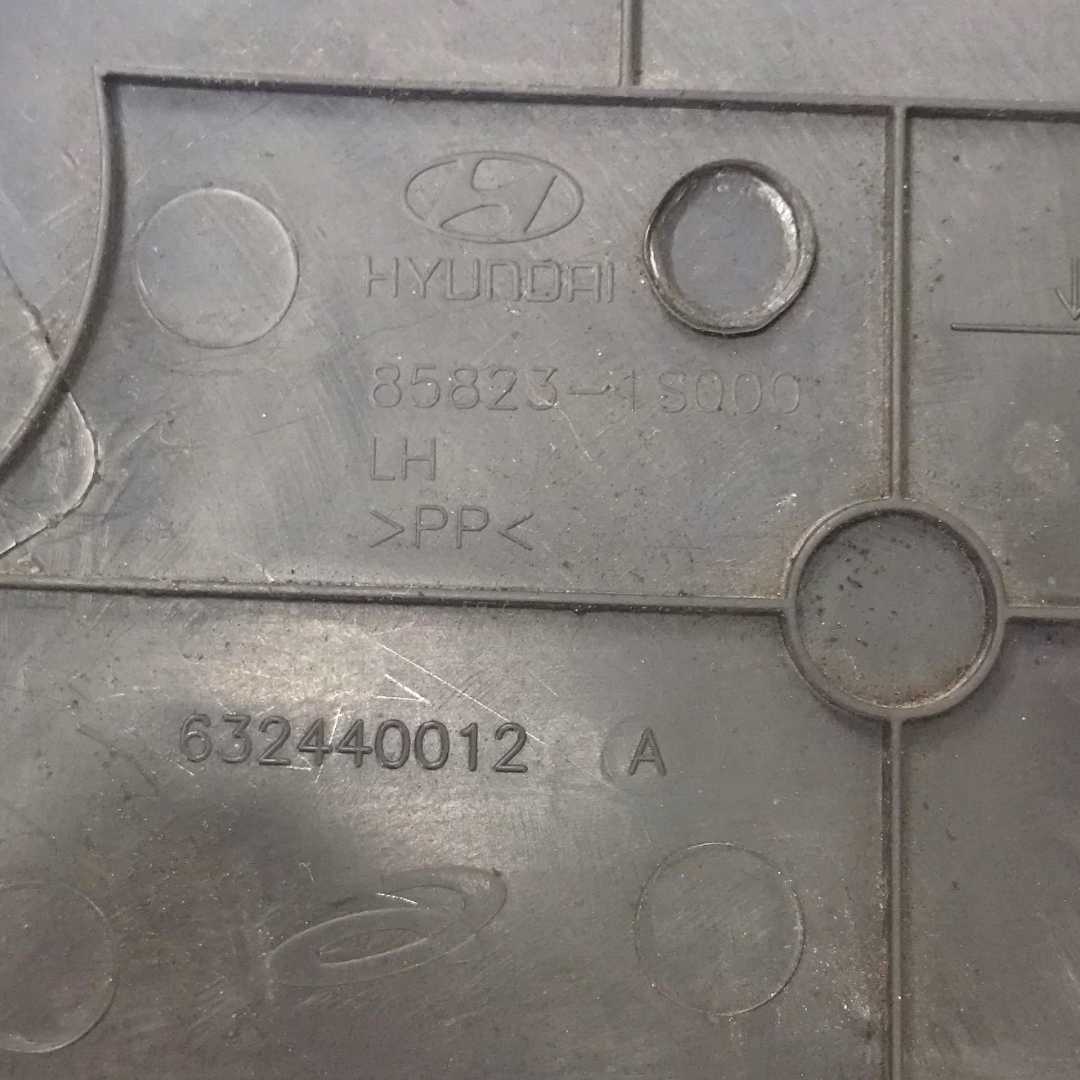 HYUNDAI
85823-1S000
LH
>PP<
632440012 A